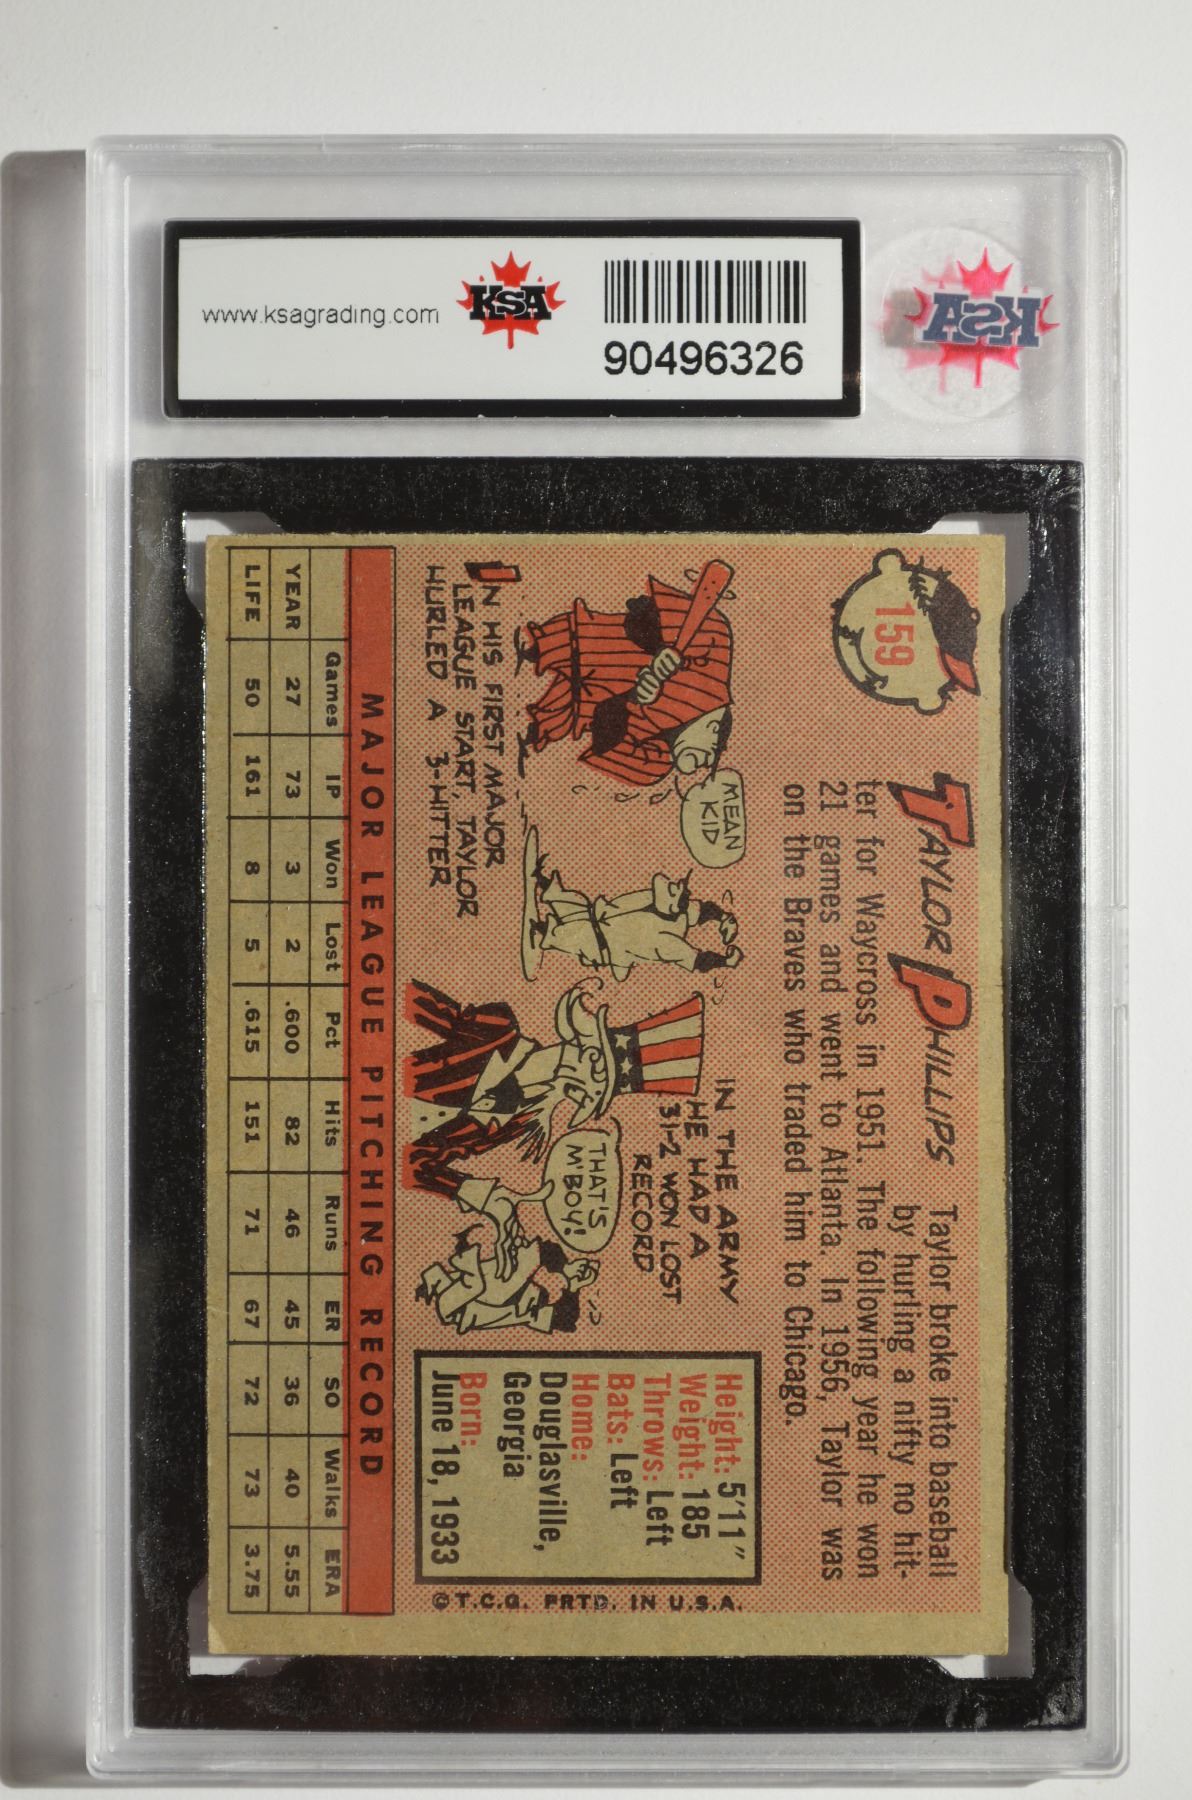 www.ksagrading.com
KSA
90496326
KSA
159
TAYLOR PHILLIPS
Taylor broke into baseball
by hurling a nifty no hit-
ter for Waycross in 1951. The following year he won
21 games and went to Atlanta. In 1956, Taylor was
on the Braves who traded him to Chicago.
MEAN
KID
IN HIS FIRST MAJOR
LEAGUE START, TAYLOR
HURLED A 3-HITTER
IN THE ARMY
HE HAD A
31-2 WON LOST
RECORD
THAT'S
M'BOY!
Height: 5'11"
Weight: 185
Throws: Left
Bats: Left
Home:
Douglasville,
Georgia
Born:
June 18, 1933
© T.C.G. PRTD. IN U.S.A.
MAJOR LEAGUE PITCHING RECORD
Games IP Won Lost Pct Hits Runs ER SO Walks ERA
YEAR 27 73 3 2 .600 82 46 45 36 40 5.55
LIFE 50 161 8 5 .615 151 71 67 72 73 3.75